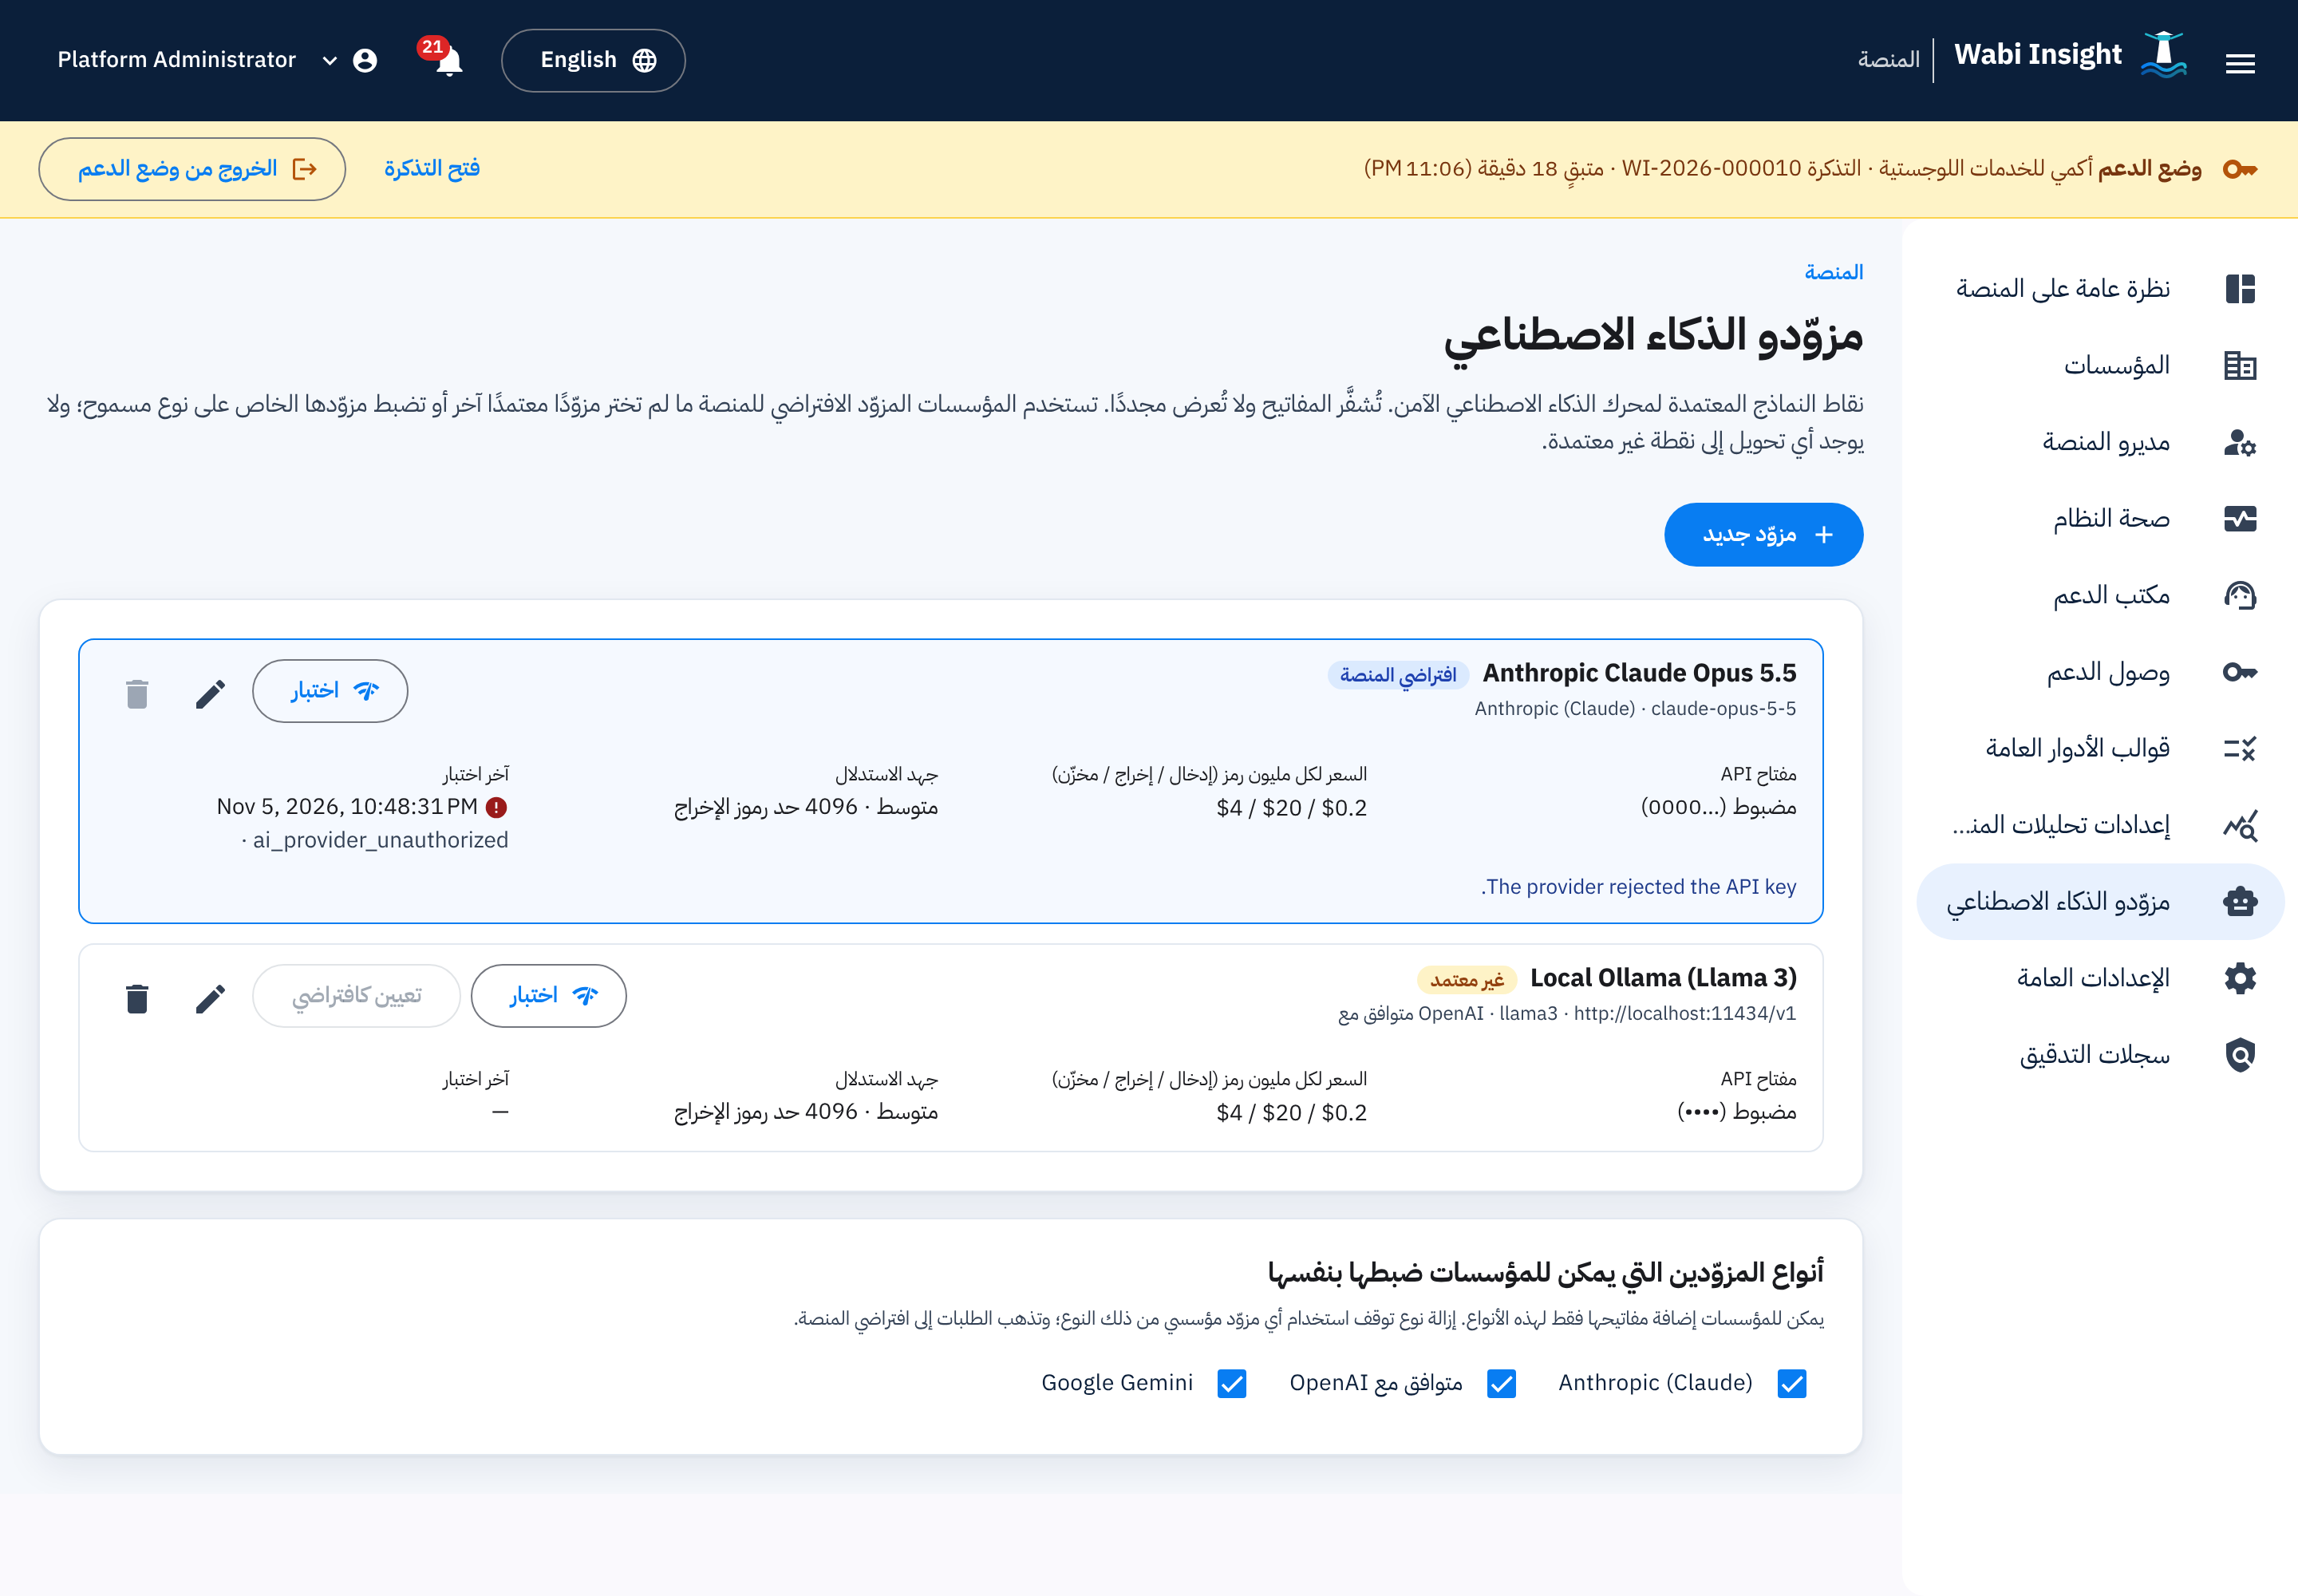 Wabi Insight
المنصة
English
21
Platform Administrator
وضع الدعم أكمي للخدمات اللوجستية · التذكرة WI-2026-000010 · متبقٍ 18 دقيقة (11:06 PM)
فتح التذكرة
الخروج من وضع الدعم
نظرة عامة على المنصة
المؤسسات
مديرو المنصة
صحة النظام
مكتب الدعم
وصول الدعم
قوالب الأدوار العامة
إعدادات تحليلات المنـ...
مزوّدو الذكاء الاصطناعي
الإعدادات العامة
سجلات التدقيق
المنصة
مزوّدو الذكاء الاصطناعي
نقاط النماذج المعتمدة لمحرك الذكاء الاصطناعي الآمن. تُشفَّر المفاتيح ولا تُعرض مجددًا. تستخدم المؤسسات المزوّد الافتراضي للمنصة ما لم تختر مزوّدًا معتمدًا آخر أو تضبط مزوّدها الخاص على نوع مسموح؛ ولا
يوجد أي تحويل إلى نقطة غير معتمدة.
مزوّد جديد
Anthropic Claude Opus 5.5 افتراضي المنصة
اختبار
Anthropic (Claude) · claude-opus-5-5
مفتاح API
مضبوط (...0000)
السعر لكل مليون رمز (إدخال / إخراج / مخزّن)
$4 / $20 / $0.2
جهد الاستدلال
متوسط · 4096 حد رموز الإخراج
آخر اختبار
Nov 5, 2026, 10:48:31 PM
· ai_provider_unauthorized
.The provider rejected the API key
Local Ollama (Llama 3) غير معتمد
اختبار
تعيين كافتراضي
متوافق مع OpenAI · llama3 · http://localhost:11434/v1
مفتاح API
مضبوط (••••)
السعر لكل مليون رمز (إدخال / إخراج / مخزّن)
$4 / $20 / $0.2
جهد الاستدلال
متوسط · 4096 حد رموز الإخراج
آخر اختبار
—
أنواع المزوّدين التي يمكن للمؤسسات ضبطها بنفسها
يمكن للمؤسسات إضافة مفاتيحها فقط لهذه الأنواع. إزالة نوع توقف استخدام أي مزوّد مؤسسي من ذلك النوع؛ وتذهب الطلبات إلى افتراضي المنصة.
Anthropic (Claude)
متوافق مع OpenAI
Google Gemini